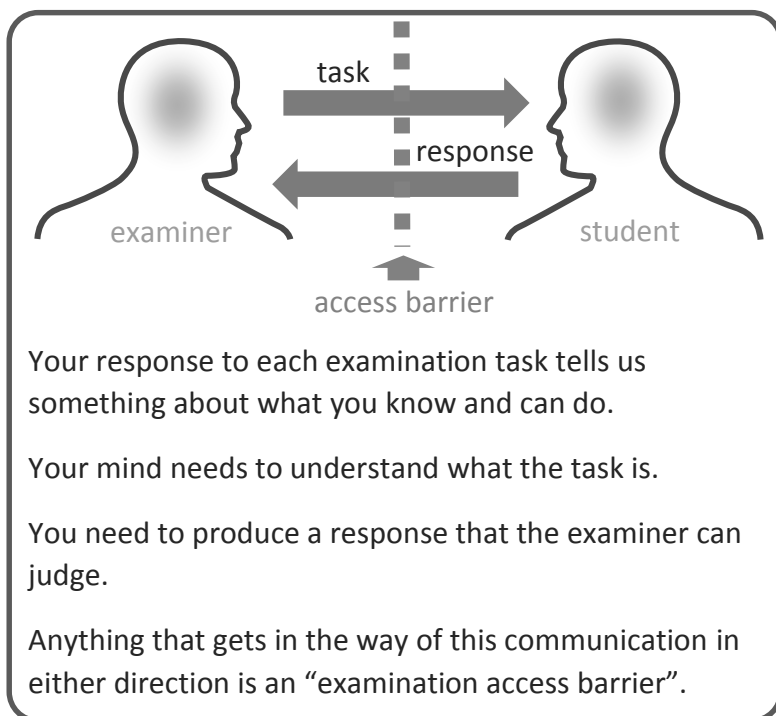 task
response
examiner
student
access barrier
Your response to each examination task tells us
something about what you know and can do.
Your mind needs to understand what the task is.
You need to produce a response that the examiner can
judge.
Anything that gets in the way of this communication in
either direction is an “examination access barrier”.